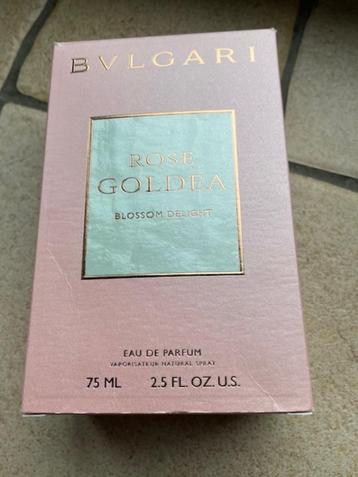 BVLGARI
ROSE
GOLDEA
BLOSSOM DELIGHT
EAU DE PARFUM
VAPORISATEUR NATURAL SPRAY
75 ML 2.5 FL. OZ. U.S.